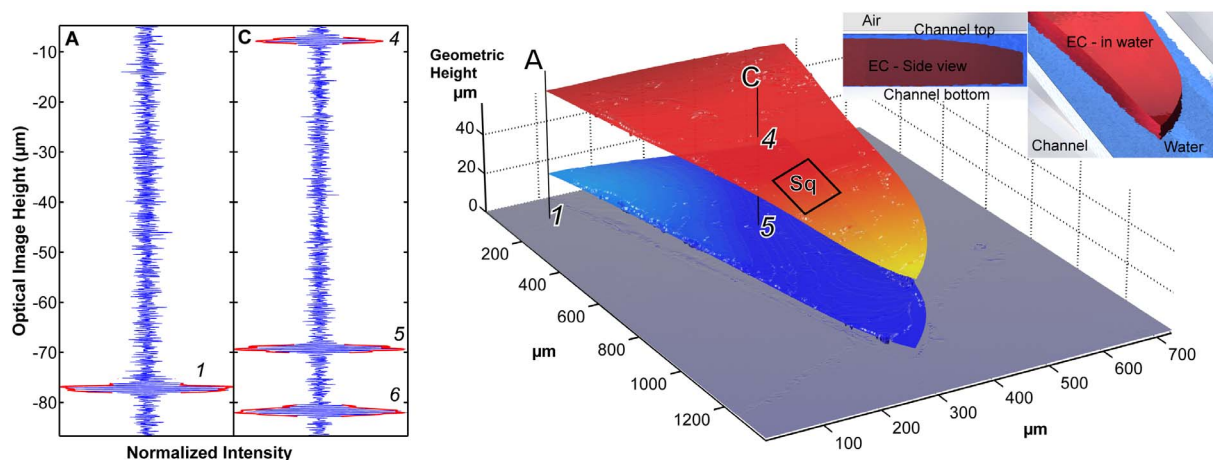 A
C
4
-10
-20
-30
-40
-50
-60
5
-70
1
6
-80
Optical Image Height (µm)
Normalized Intensity
Geometric
Height
µm
A
C
40
20
0
4
Sq
1
5
200
400
600
800
1000
1200
µm
100
200
300
400
500
600
700
µm
Air
Channel top
EC - Side view
Channel bottom
EC - in water
Channel
Water